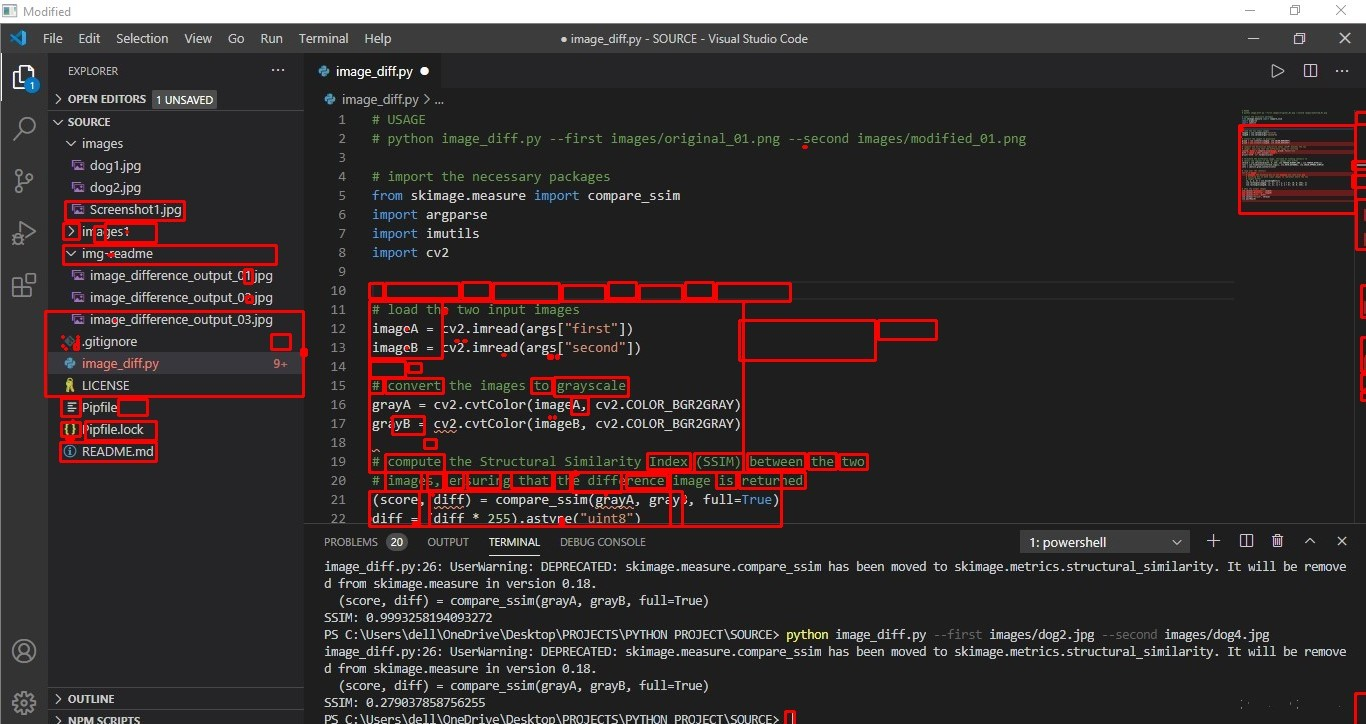 Modified
File Edit Selection View Go Run Terminal Help
● image_diff.py - SOURCE - Visual Studio Code
EXPLORER
OPEN EDITORS 1 UNSAVED
SOURCE
images
dog1.jpg
dog2.jpg
Screenshot1.jpg
images1
img-readme
image_difference_output_01.jpg
image_difference_output_02.jpg
image_difference_output_03.jpg
.gitignore
image_diff.py 9+
LICENSE
Pipfile
Pipfile.lock
README.md
OUTLINE
NPM SCRIPTS
1
image_diff.py
image_diff.py > ...
1 # USAGE
2 # python image_diff.py --first images/original_01.png --second images/modified_01.png
3
4 # import the necessary packages
5 from skimage.measure import compare_ssim
6 import argparse
7 import imutils
8 import cv2
9
10
11 # load the two input images
12 imageA = cv2.imread(args["first"])
13 imageB = cv2.imread(args["second"])
14
15 # convert the images to grayscale
16 grayA = cv2.cvtColor(imageA, cv2.COLOR_BGR2GRAY)
17 grayB = cv2.cvtColor(imageB, cv2.COLOR_BGR2GRAY)
18
19 # compute the Structural Similarity Index (SSIM) between the two
20 # images, ensuring that the difference image is returned
21 (score, diff) = compare_ssim(grayA, grayB, full=True)
22 diff = (diff * 255).astype("uint8")
PROBLEMS 20 OUTPUT TERMINAL DEBUG CONSOLE 1: powershell
image_diff.py:26: UserWarning: DEPRECATED: skimage.measure.compare_ssim has been moved to skimage.metrics.structural_similarity. It will be remove
d from skimage.measure in version 0.18.
(score, diff) = compare_ssim(grayA, grayB, full=True)
SSIM: 0.9993258194093272
PS C:\Users\dell\OneDrive\Desktop\PROJECTS\PYTHON PROJECT\SOURCE> python image_diff.py --first images/dog2.jpg --second images/dog4.jpg
image_diff.py:26: UserWarning: DEPRECATED: skimage.measure.compare_ssim has been moved to skimage.metrics.structural_similarity. It will be remove
d from skimage.measure in version 0.18.
(score, diff) = compare_ssim(grayA, grayB, full=True)
SSIM: 0.279037858756255
PS C:\Users\dell\OneDrive\Desktop\PROJECTS\PYTHON PROJECT\SOURCE>